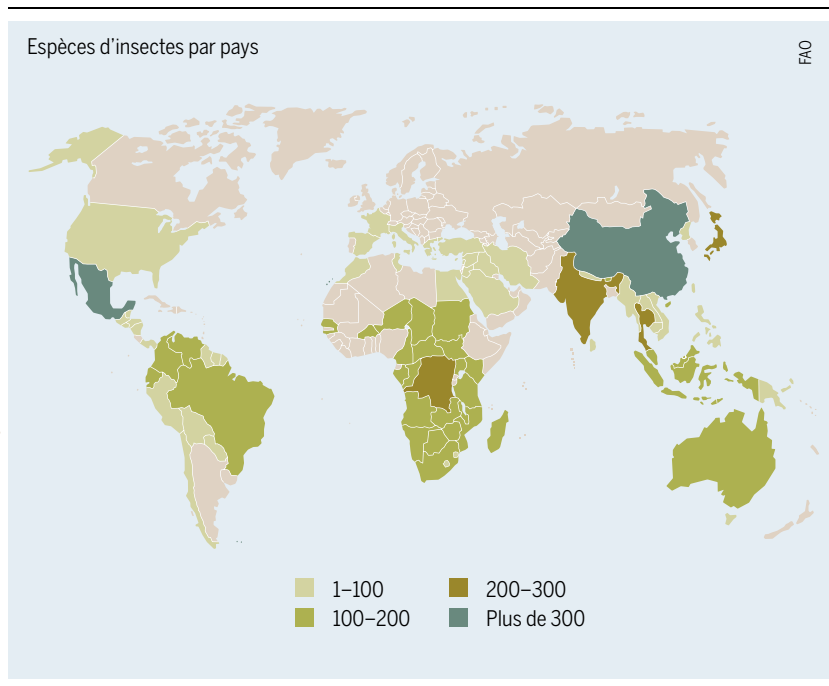 Espèces d'insectes par pays
FAO
1–100
200–300
100–200
Plus de 300